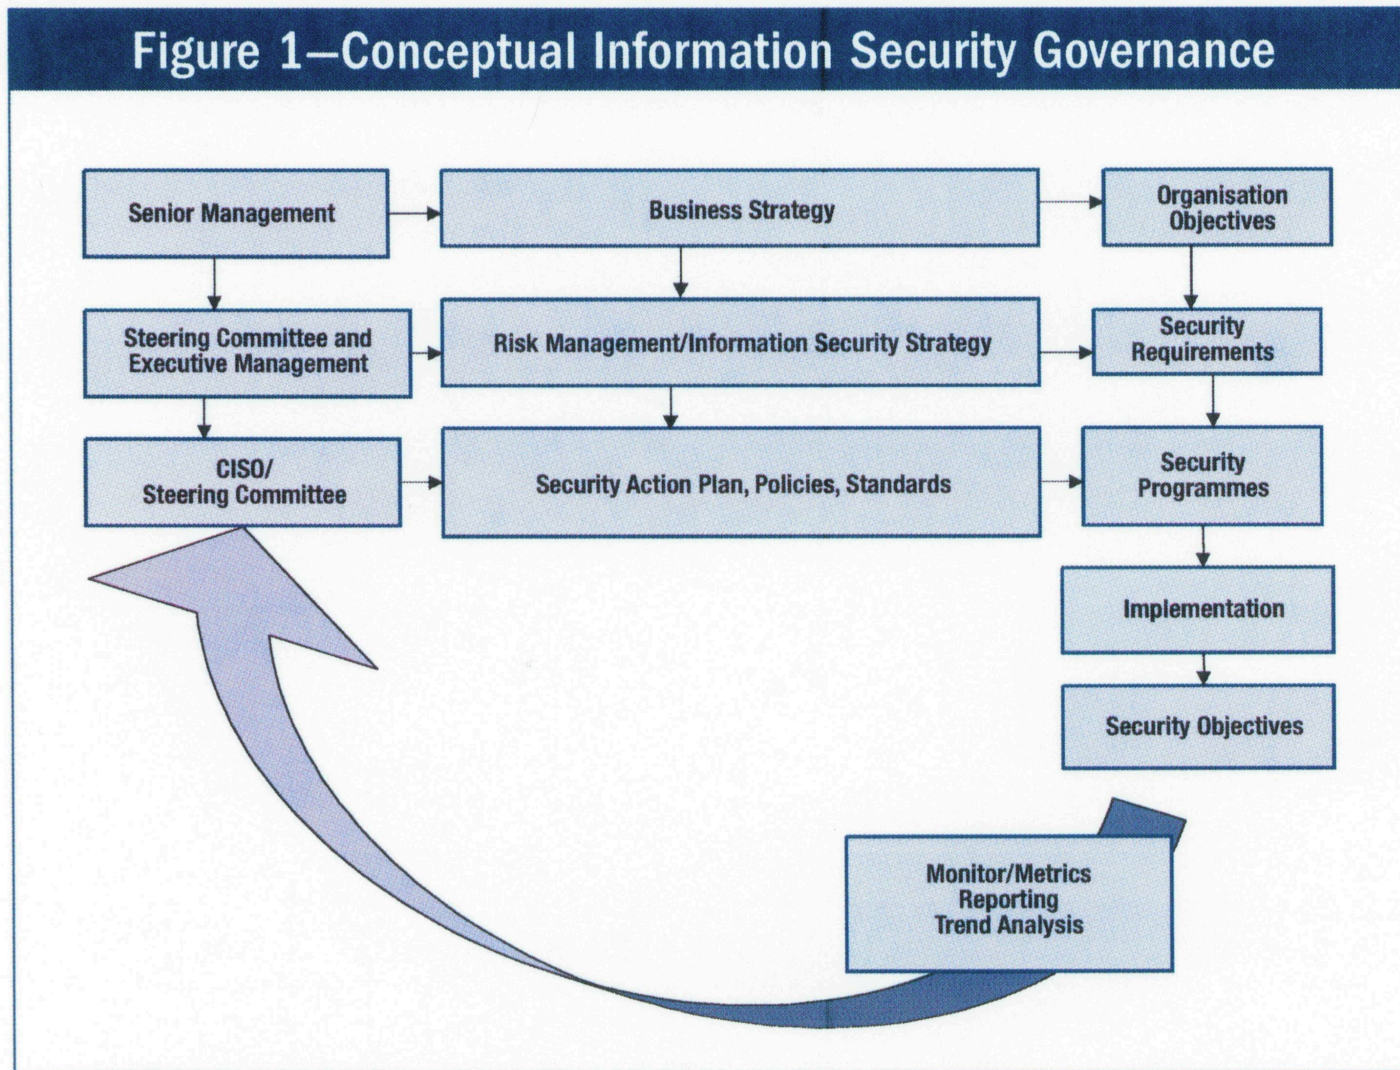 Figure 1—Conceptual Information Security Governance
Senior Management
Business Strategy
Organisation
Objectives
Steering Committee and
Executive Management
Risk Management/Information Security Strategy
Security
Requirements
CISO/
Steering Committee
Security Action Plan, Policies, Standards
Security
Programmes
Implementation
Security Objectives
Monitor/Metrics
Reporting
Trend Analysis